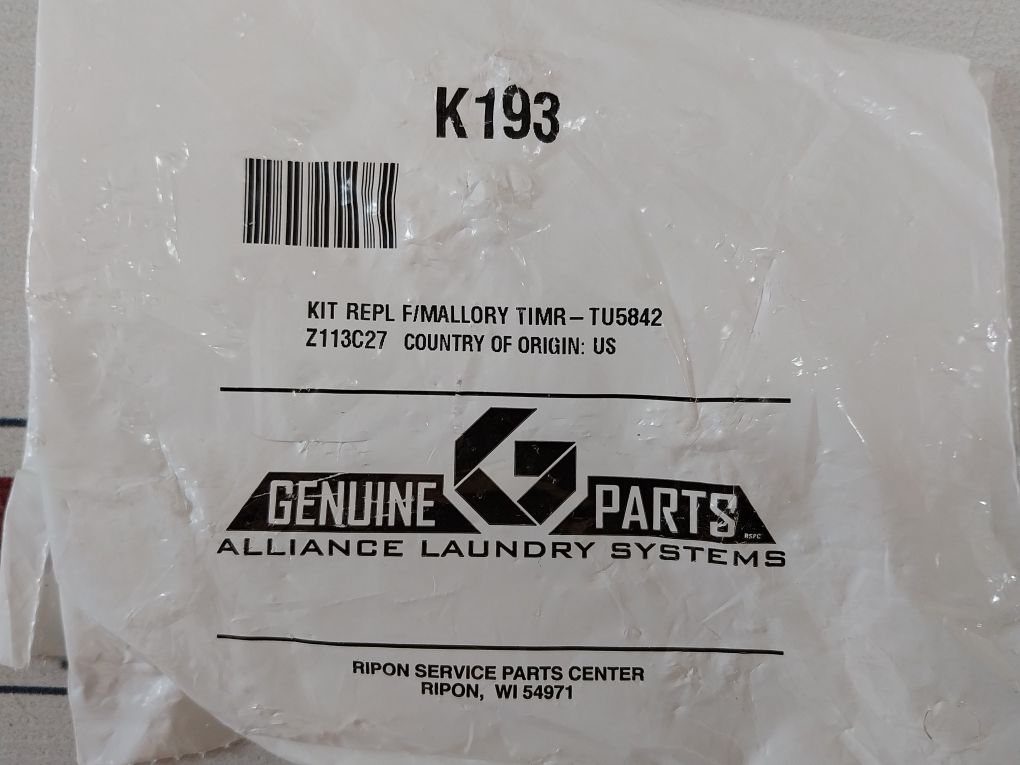 K193
KIT REPL F/MALLORY TIMR-TU5842
Z113C27 COUNTRY OF ORIGIN: US
GENUINE PARTS
RSPC
ALLIANCE LAUNDRY SYSTEMS
RIPON SERVICE PARTS CENTER
RIPON, WI 54971